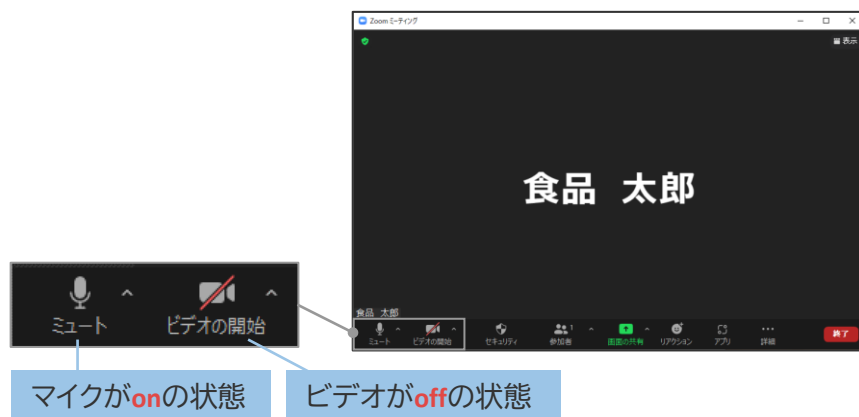 Zoom ミーティング
表示
食品 太郎
食品 太郎
ミュート ビデオの開始 セキュリティ 参加者 1 画面の共有 リアクション アプリ 詳細 終了
ミュート ビデオの開始
マイクがonの状態 ビデオがoffの状態